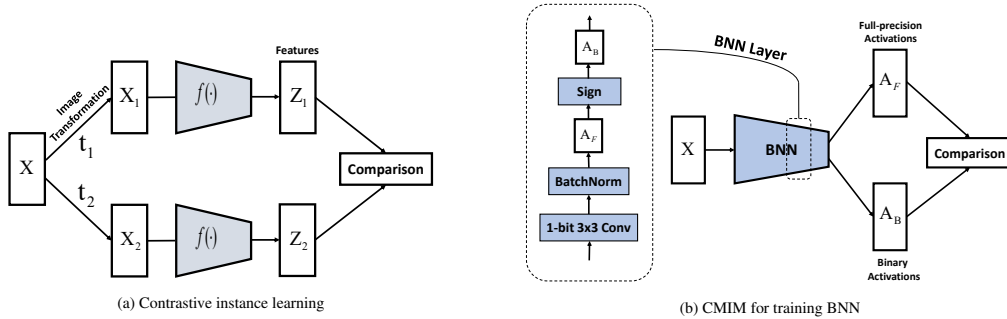 Features
X
Image
Transformation
t1
t2
X1
f(·)
Z1
Comparison
X2
f(·)
Z2
(a) Contrastive instance learning
AB
Sign
AF
BatchNorm
1-bit 3x3 Conv
BNN Layer
X
BNN
Full-precision
Activations
AF
Comparison
AB
Binary
Activations
(b) CMIM for training BNN